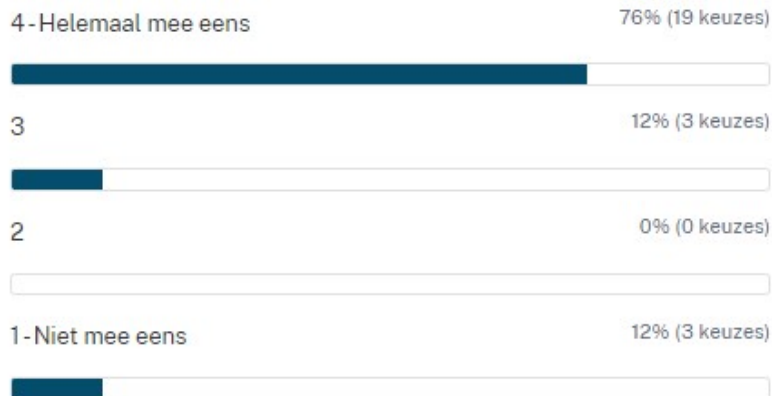 4-Helemaal mee eens 76% (19 keuzes)
3 12% (3 keuzes)
2 0% (0 keuzes)
1-Niet mee eens 12% (3 keuzes)